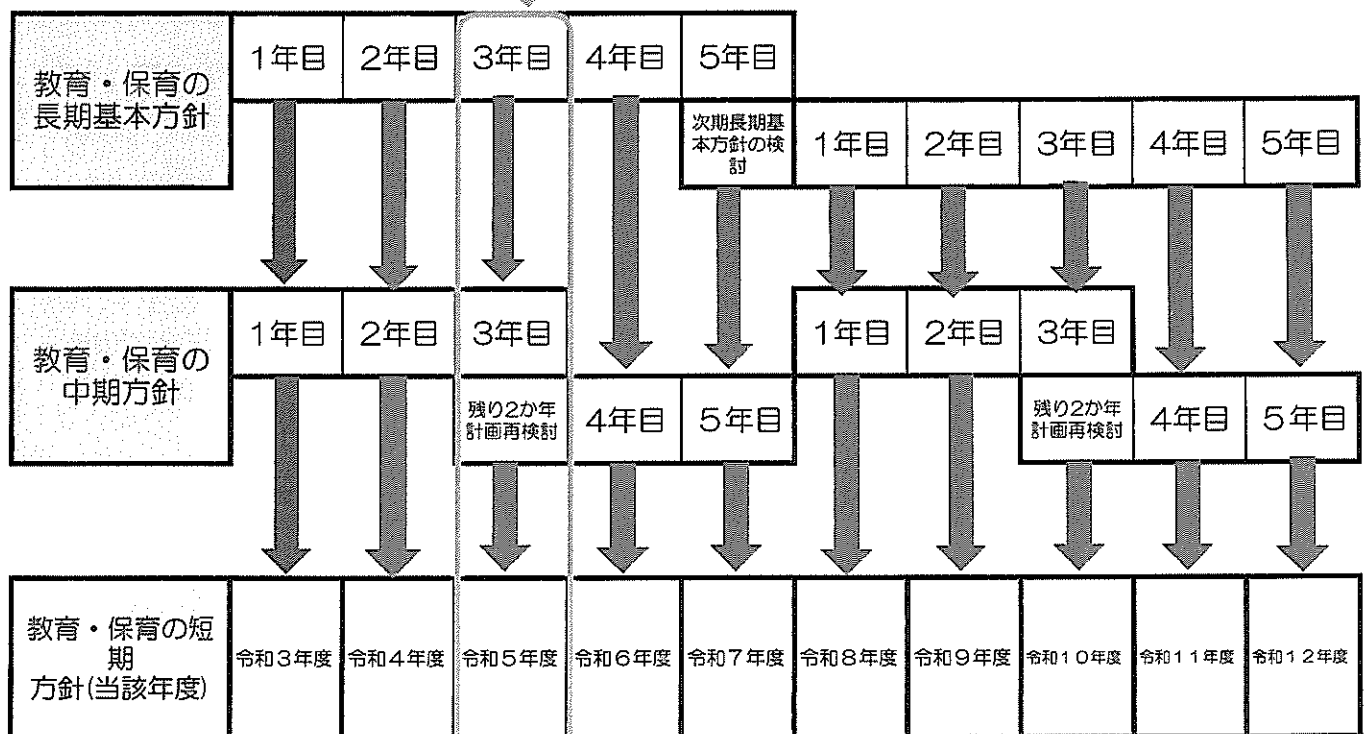 教育・保育の
長期基本方針
1年目
2年目
3年目
4年目
5年目
次期長期基
本方針の検
討
1年目
2年目
3年目
4年目
5年目
教育・保育の
中期方針
1年目
2年目
3年目
残り2か年
計画再検討
4年目
5年目
1年目
2年目
3年目
残り2か年
計画再検討
4年目
5年目
教育・保育の短
期
方針(当該年度)
令和3年度
令和4年度
令和5年度
令和6年度
令和7年度
令和8年度
令和9年度
令和10年度
令和11年度
令和12年度